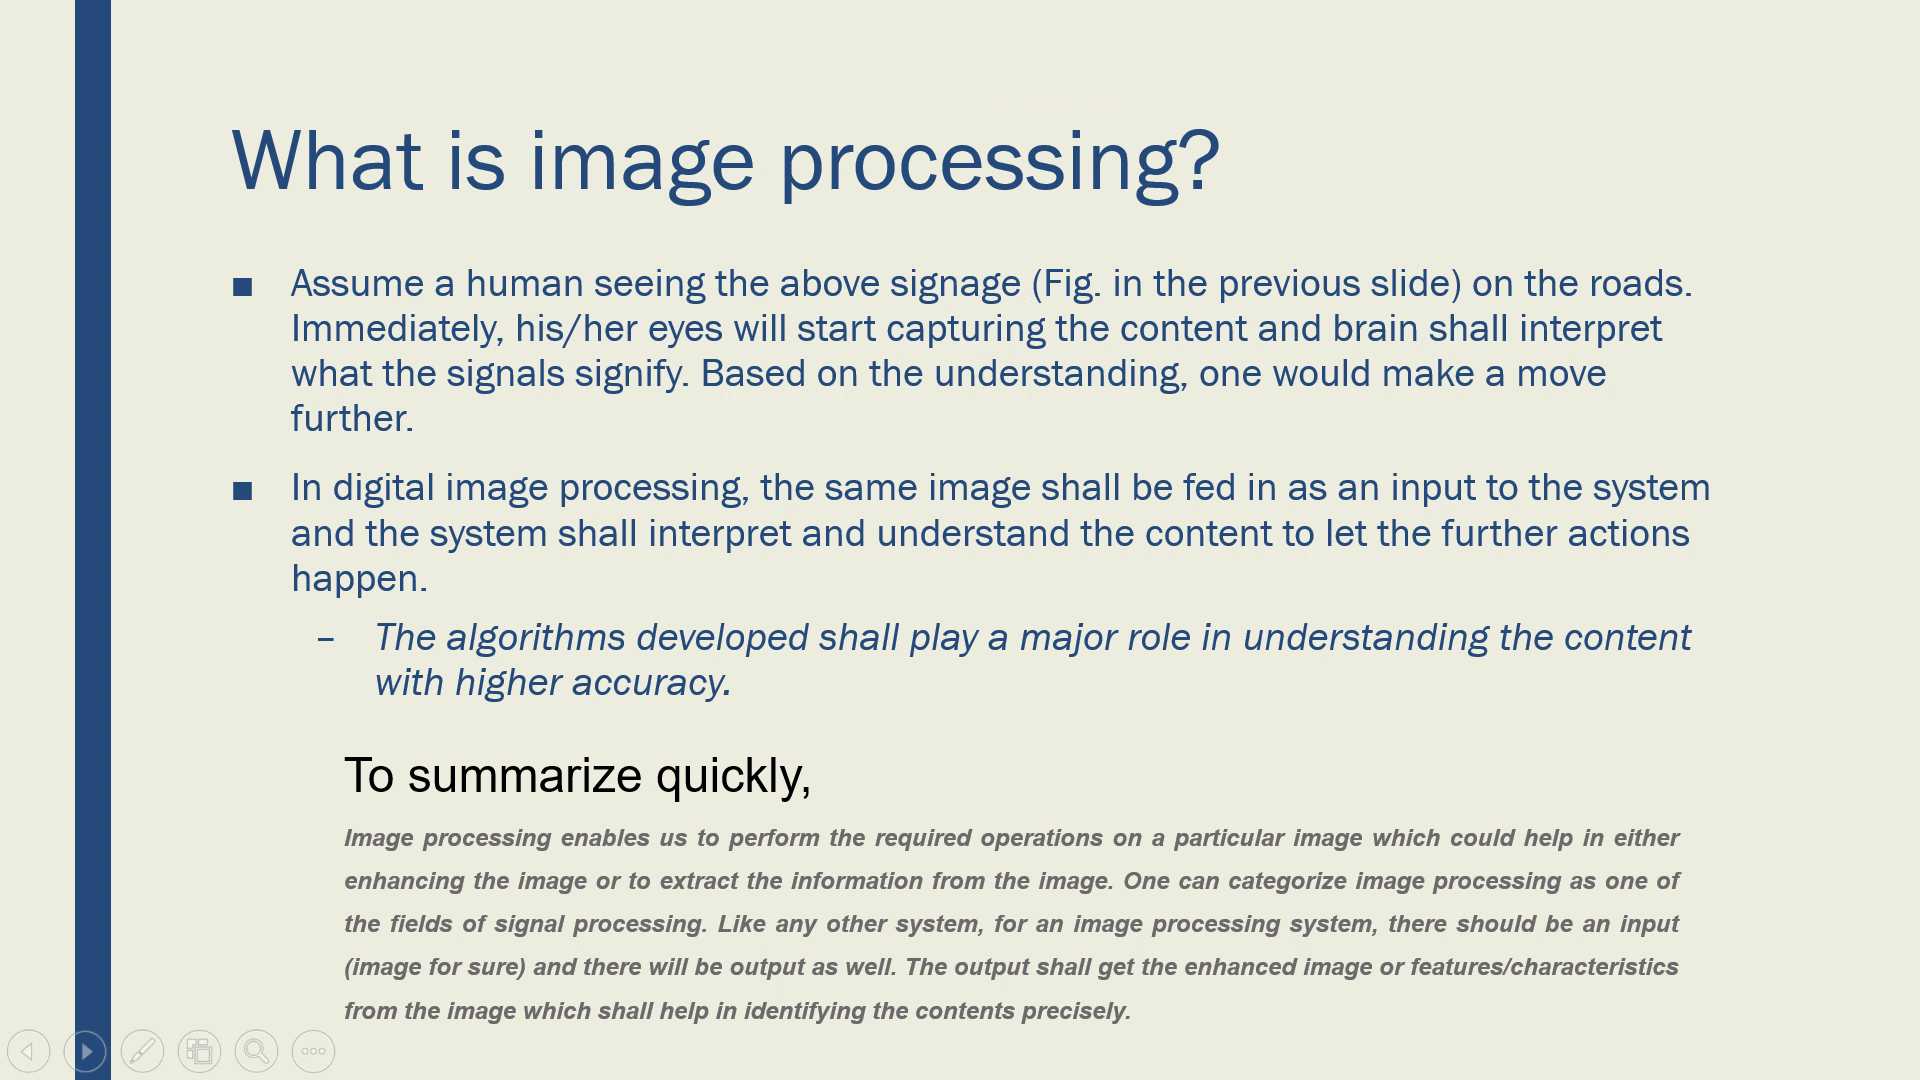 What is image processing?
■ Assume a human seeing the above signage (Fig. in the previous slide) on the roads.
Immediately, his/her eyes will start capturing the content and brain shall interpret
what the signals signify. Based on the understanding, one would make a move
further.
■ In digital image processing, the same image shall be fed in as an input to the system
and the system shall interpret and understand the content to let the further actions
happen.
– The algorithms developed shall play a major role in understanding the content
with higher accuracy.
To summarize quickly,
Image processing enables us to perform the required operations on a particular image which could help in either
enhancing the image or to extract the information from the image. One can categorize image processing as one of
the fields of signal processing. Like any other system, for an image processing system, there should be an input
(image for sure) and there will be output as well. The output shall get the enhanced image or features/characteristics
from the image which shall help in identifying the contents precisely.